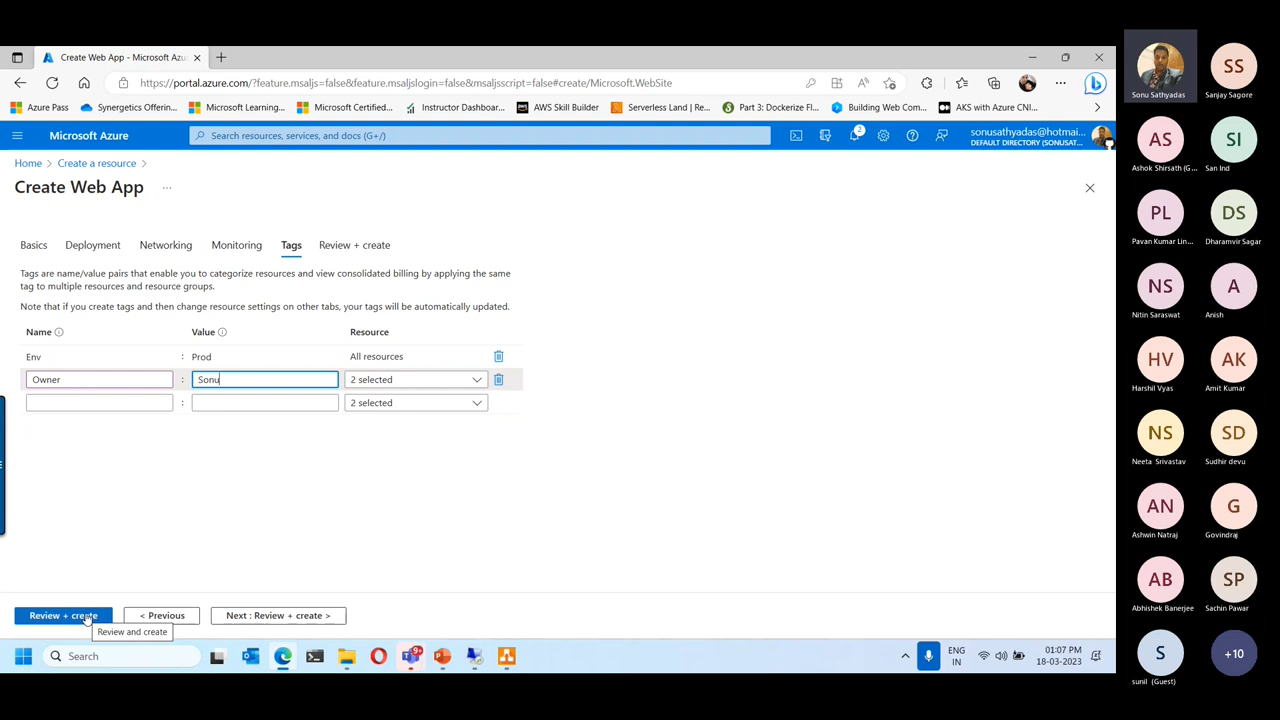 Create Web App - Microsoft Azu
https://portal.azure.com/?feature.msaljs=false&feature.msaljslogin=false&msaljsscript=false#create/Microsoft.WebSite
Azure Pass
Synergetics Offering...
Microsoft Learning...
Microsoft Certified...
Instructor Dashboar...
AWS Skill Builder
Serverless Land | Re...
Part 3: Dockerize Fl...
Building Web Com...
AKS with Azure CNI...
Microsoft Azure
Search resources, services, and docs (G+/)
2
sonusathyadas@hotmai...
DEFAULT DIRECTORY (SONUSAT...
Home > Create a resource >
Create Web App ...
Basics Deployment Networking Monitoring Tags Review + create
Tags are name/value pairs that enable you to categorize resources and view consolidated billing by applying the same
tag to multiple resources and resource groups.
Note that if you create tags and then change resource settings on other tabs, your tags will be automatically updated.
Name Value Resource
Env : Prod All resources
Owner : Sonu 2 selected
: 2 selected
Review + create
< Previous
Next : Review + create >
Review and create
Search
9+
ENG
IN
01:07 PM
18-03-2023
Sonu Sathyadas
SS
Sanjay Sagore
AS
Ashok Shirsath (G...
SI
San Ind
PL
Pavan Kumar Lin...
DS
Dharamvir Sagar
NS
Nitin Saraswat
A
Anish
HV
Harshil Vyas
AK
Amit Kumar
NS
Neeta Srivastav
SD
Sudhir devu
AN
Ashwin Natraj
G
Govindraj
AB
Abhishek Banerjee
SP
Sachin Pawar
S
sunil (Guest)
+10